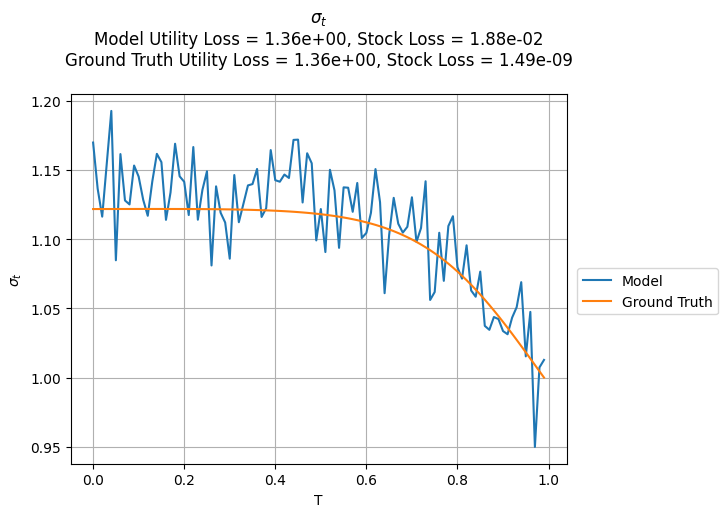 σt
Model Utility Loss = 1.36e+00, Stock Loss = 1.88e-02
Ground Truth Utility Loss = 1.36e+00, Stock Loss = 1.49e-09
1.20
1.15
1.10
1.05
1.00
0.95
σt
0.0 0.2 0.4 0.6 0.8 1.0
T
Model
Ground Truth